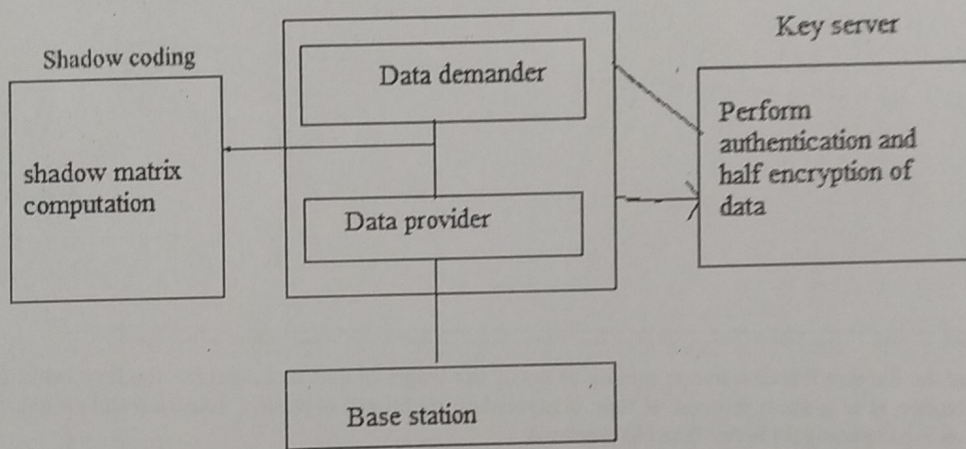 Key server
Shadow coding
Data demander
Perform
authentication and
half encryption of
data
shadow matrix
computation
Data provider
Base station